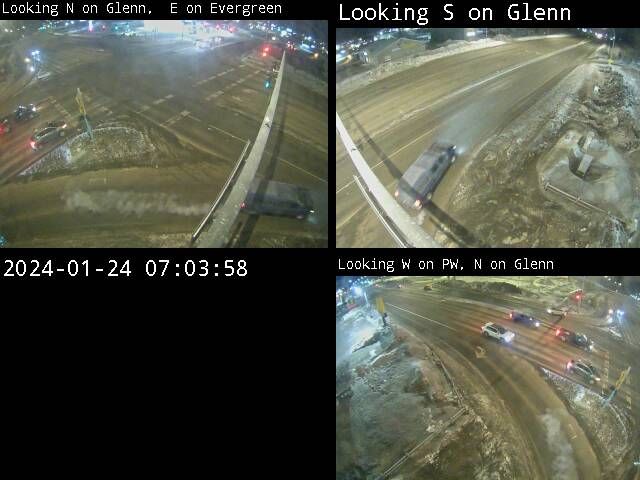 Looking N on Glenn,  E on Evergreen
Looking S on Glenn
2024-01-24 07:03:58
Looking W on PW, N on Glenn